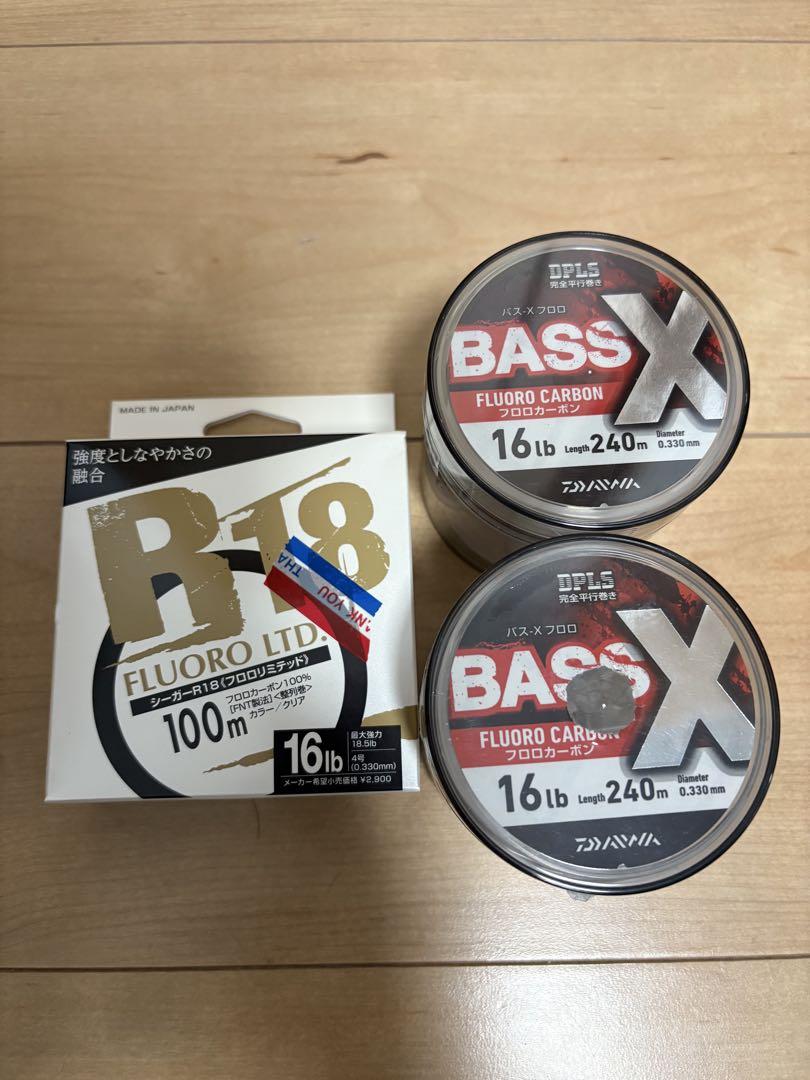 MADE IN JAPAN
強度としなやかさの
融合
R18
THA
NK YOU
FLUORO LTD.
シーガーR18《フロロリミテッド》
100m
フロロカーボン100%
[FNT製法]<整列巻>
カラー/クリア
16lb
最大強力
18.5lb
4号
(0.330mm)
メーカー希望小売価格 ¥2,900
DPLS
完全平行巻き
バス-X フロロ
BASS X
FLUORO CARBON
フロロカーボン
16lb Length 240m Diameter 0.330mm
DAIWA
DPLS
完全平行巻き
バス-X フロロ
BASS X
FLUORO CARBON
フロロカーボン
16lb Length 240m Diameter 0.330mm
DAIWA